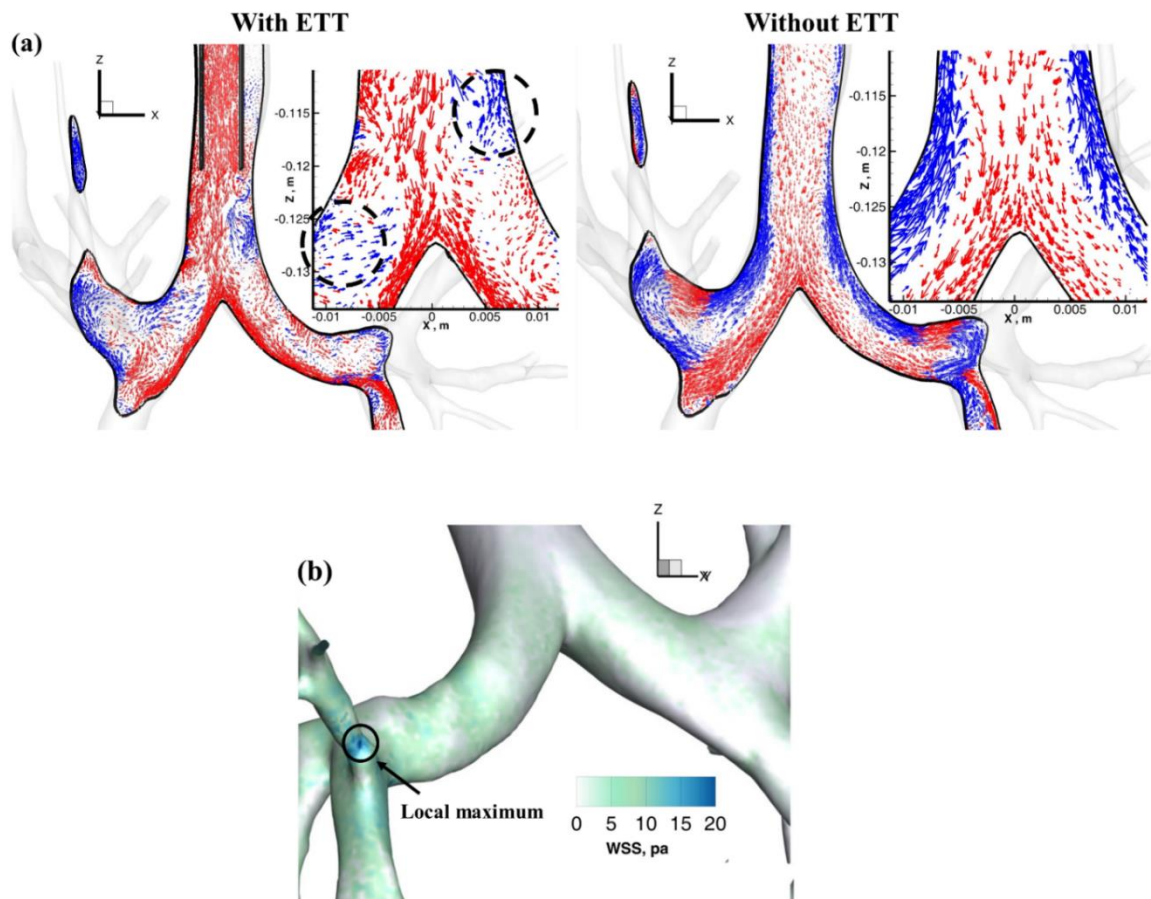 With ETT
Without ETT
(a)
Z
X
-0.115
-0.12
-0.125
-0.13
Z, m
-0.01
-0.005
0
0.005
0.01
X, m
Z
X
-0.115
-0.12
-0.125
-0.13
Z, m
-0.01
-0.005
0
0.005
0.01
X, m
(b)
Z
Local maximum
0 5 10 15 20
WSS, pa